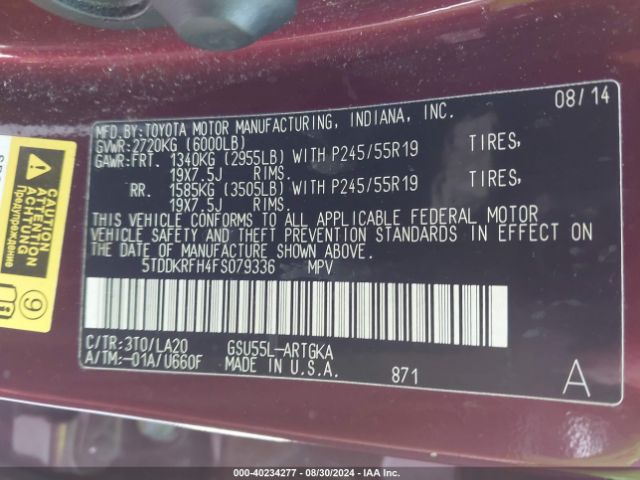 MFD.BY:TOYOTA MOTOR MANUFACTURING, INDIANA, INC. 08/14
GVWR:2720KG (6000LB)
GAWR:FRT. 1340KG (2955LB) WITH P245/55R19 TIRES,
19X7.5J RIMS.
RR. 1585KG (3505LB) WITH P245/55R19 TIRES,
19X7.5J RIMS.
THIS VEHICLE CONFORMS TO ALL APPLICABLE FEDERAL MOTOR
VEHICLE SAFETY AND THEFT PREVENTION STANDARDS IN EFFECT ON
THE DATE OF MANUFACTURE SHOWN ABOVE.
5TDDKRFH4FS079336 MPV
C/TR:3T0/LA20 GSU55L-ARTGKA
A/TM:-01A/U660F MADE IN U.S.A. 871 A
CAUTION
ATTENTION
ACHTUNG
Предупреждение
9
000-40234277 - 08/30/2024 - IAA Inc.